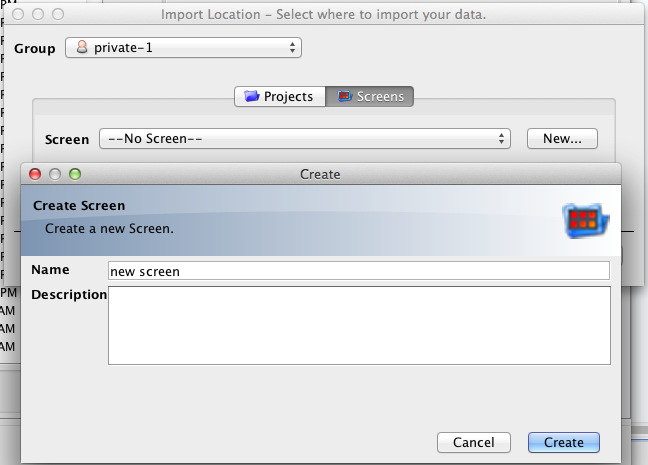 PM
Import Location - Select where to import your data.
Group private-1
Projects Screens
Screen --No Screen-- New...
Create
Create Screen
Create a new Screen.
Name new screen
Description
PM
AM
AM
AM
Cancel Create